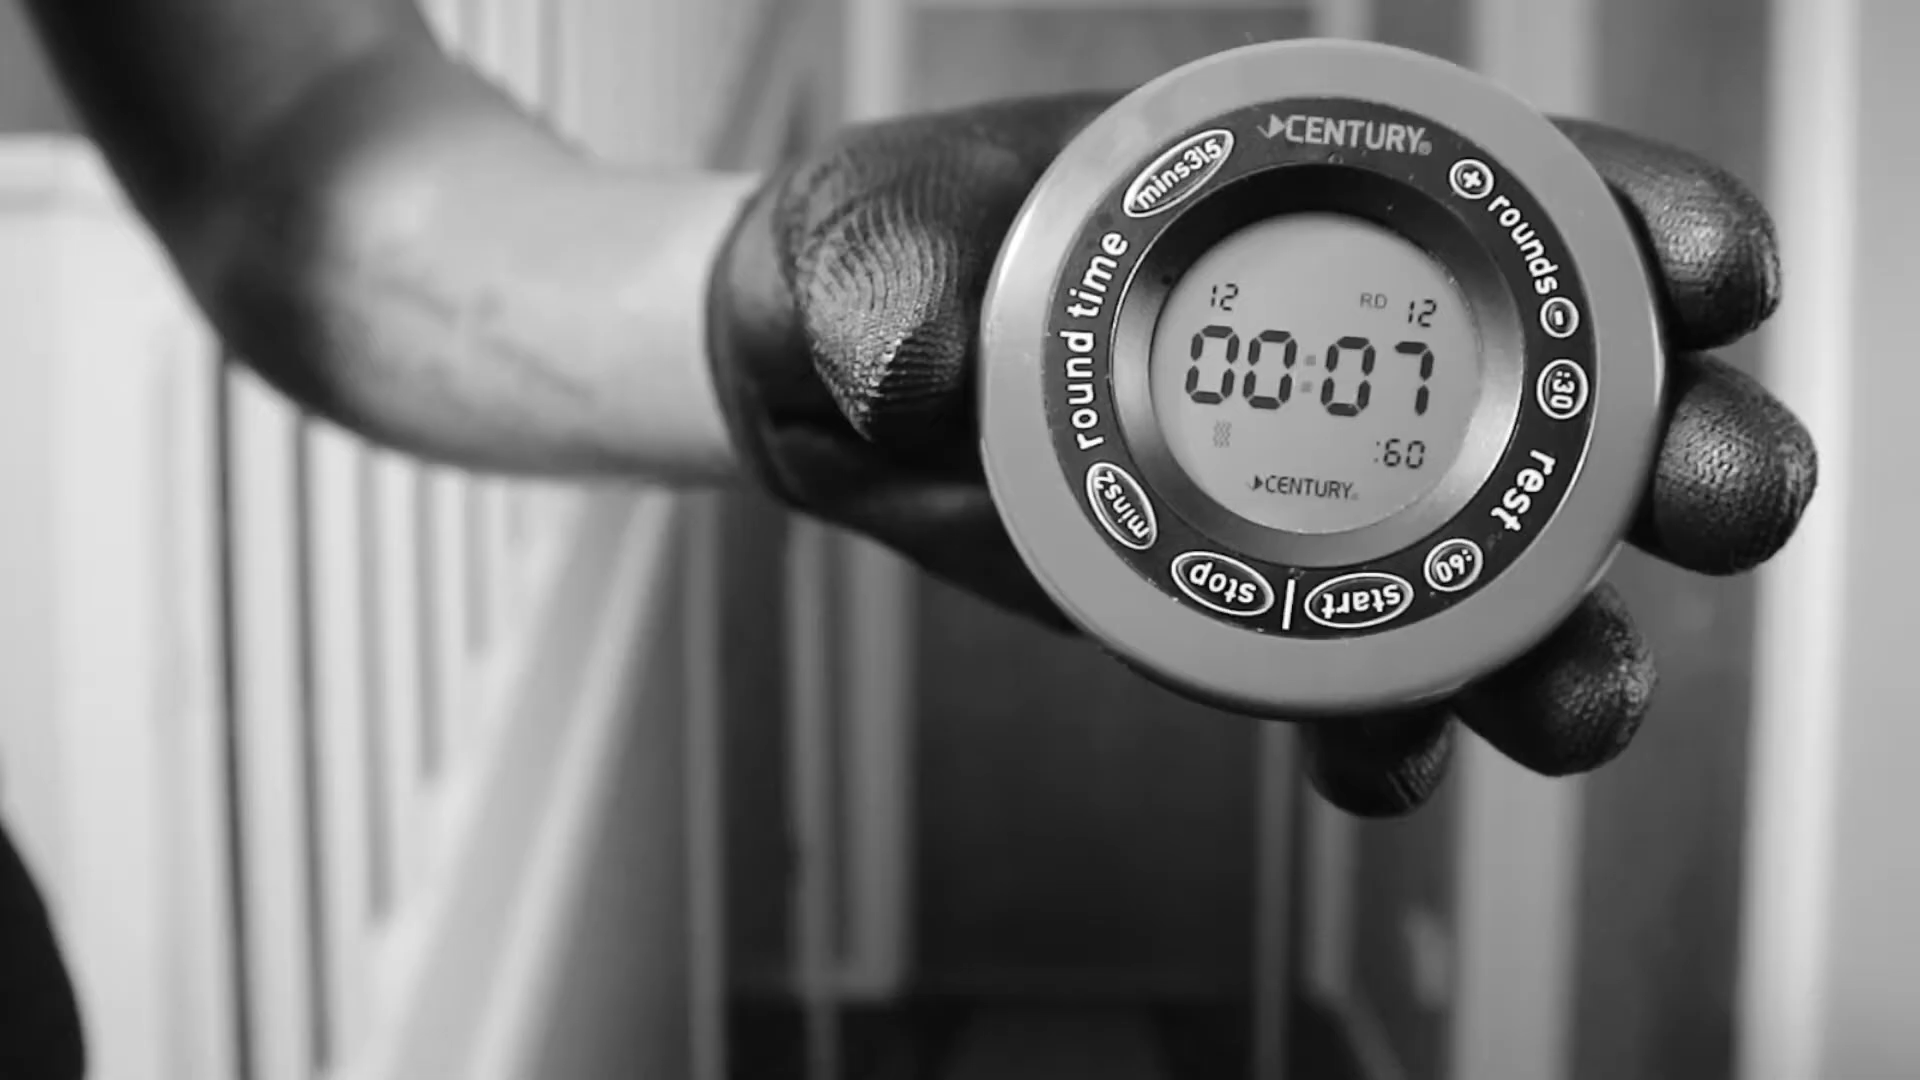 CENTURY®
mins3|5
+ rounds -
round time
:30
rest
mins2
:60
stop | start
12 RD 12
00:07
:60
CENTURY®